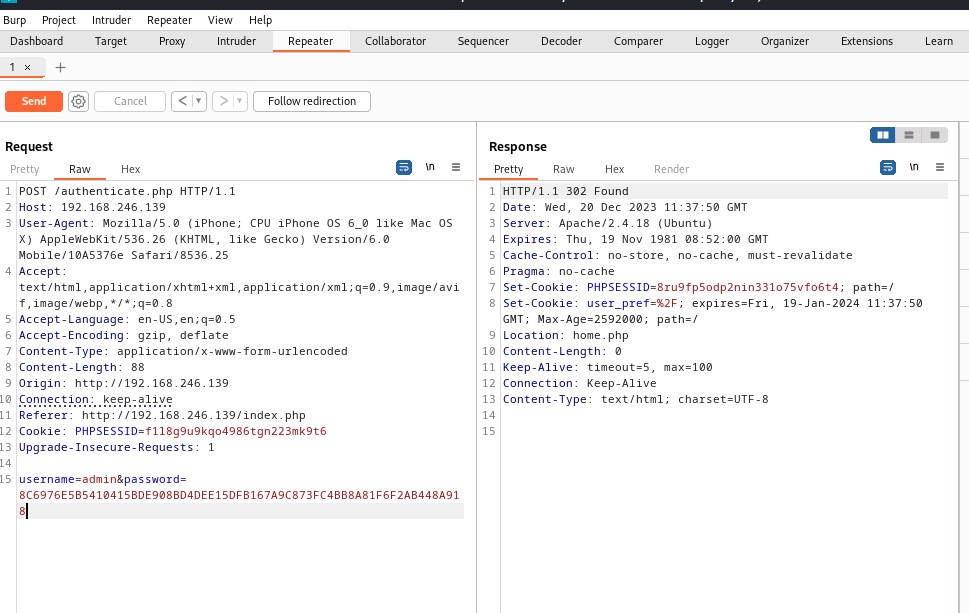 Burp Project Intruder Repeater View Help
Dashboard Target Proxy Intruder Repeater Collaborator Sequencer Decoder Comparer Logger Organizer Extensions Learn
1 × +
Send Cancel < > Follow redirection
Request
Pretty Raw Hex \n
1 POST /authenticate.php HTTP/1.1
2 Host: 192.168.246.139
3 User-Agent: Mozilla/5.0 (iPhone; CPU iPhone OS 6_0 like Mac OS
X) AppleWebKit/536.26 (KHTML, like Gecko) Version/6.0
Mobile/10A5376e Safari/8536.25
4 Accept:
text/html,application/xhtml+xml,application/xml;q=0.9,image/avi
f,image/webp,*/*;q=0.8
5 Accept-Language: en-US,en;q=0.5
6 Accept-Encoding: gzip, deflate
7 Content-Type: application/x-www-form-urlencoded
8 Content-Length: 88
9 Origin: http://192.168.246.139
10 Connection: keep-alive
11 Referer: http://192.168.246.139/index.php
12 Cookie: PHPSESSID=f118g9u9kqo4986tgn223mk9t6
13 Upgrade-Insecure-Requests: 1
14
15 username=admin&password=
8C6976E5B5410415BDE908BD4DEE15DFB167A9C873FC4BB8A81F6F2AB448A91
8
Response
Pretty Raw Hex Render \n
1 HTTP/1.1 302 Found
2 Date: Wed, 20 Dec 2023 11:37:50 GMT
3 Server: Apache/2.4.18 (Ubuntu)
4 Expires: Thu, 19 Nov 1981 08:52:00 GMT
5 Cache-Control: no-store, no-cache, must-revalidate
6 Pragma: no-cache
7 Set-Cookie: PHPSESSID=8ru9fp5odp2nin331o75vfo6t4; path=/
8 Set-Cookie: user_pref=%2F; expires=Fri, 19-Jan-2024 11:37:50
GMT; Max-Age=2592000; path=/
9 Location: home.php
10 Content-Length: 0
11 Keep-Alive: timeout=5, max=100
12 Connection: Keep-Alive
13 Content-Type: text/html; charset=UTF-8
14
15